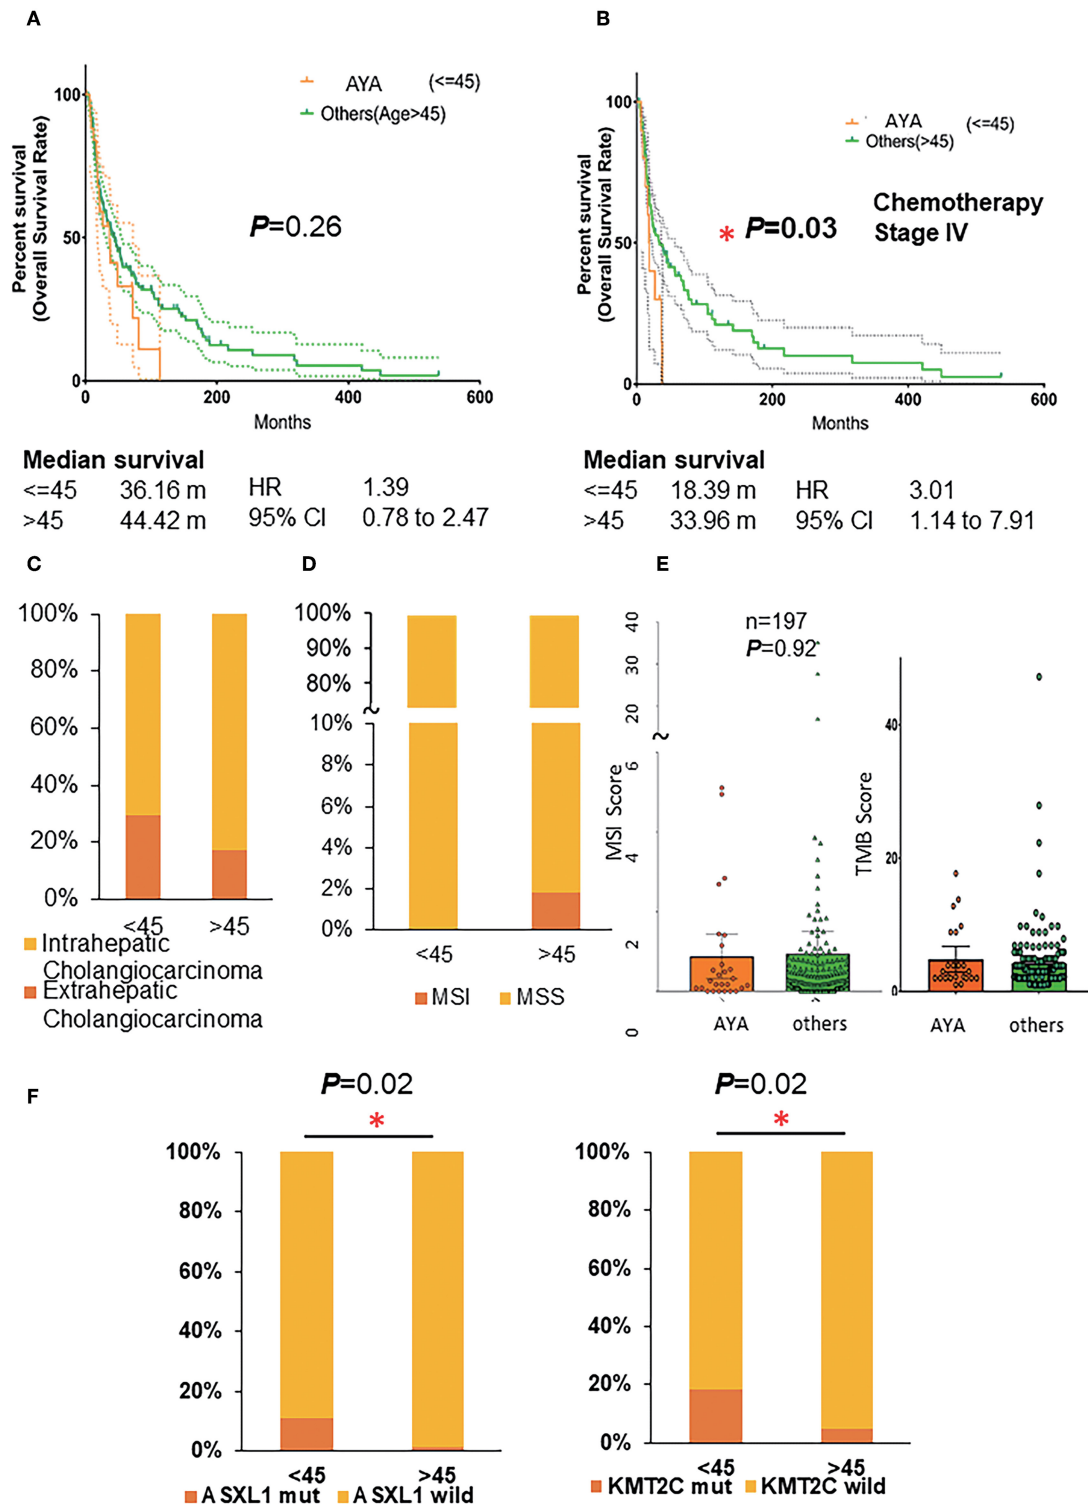 A
AYA (<=45)
Others(Age>45)
Percent survival
(Overall Survival Rate)
100
50
0
P=0.26
0 200 400 600
Months
Median survival
<=45 36.16 m HR 1.39
>45 44.42 m 95% CI 0.78 to 2.47
B
AYA (<=45)
Others(>45)
Chemotherapy
Stage IV
Percent survival
(Overall Survival Rate)
100
50
0
* P=0.03
0 200 400 600
Months
Median survival
<=45 18.39 m HR 3.01
>45 33.96 m 95% CI 1.14 to 7.91
C
100%
80%
60%
40%
20%
0%
<45 >45
Intrahepatic
Cholangiocarcinoma
Extrahepatic
Cholangiocarcinoma
D
100%
90%
80%
~
10%
8%
6%
4%
2%
0%
<45 >45
MSI MSS
E
n=197
P=0.92
MSI Score
40
30
20
~
6
4
2
0
AYA others
TMB Score
40
20
0
AYA others
F
P=0.02
*
100%
80%
60%
40%
20%
0%
<45 >45
ASXL1 mut ASXL1 wild
P=0.02
*
100%
80%
60%
40%
20%
0%
<45 >45
KMT2C mut KMT2C wild